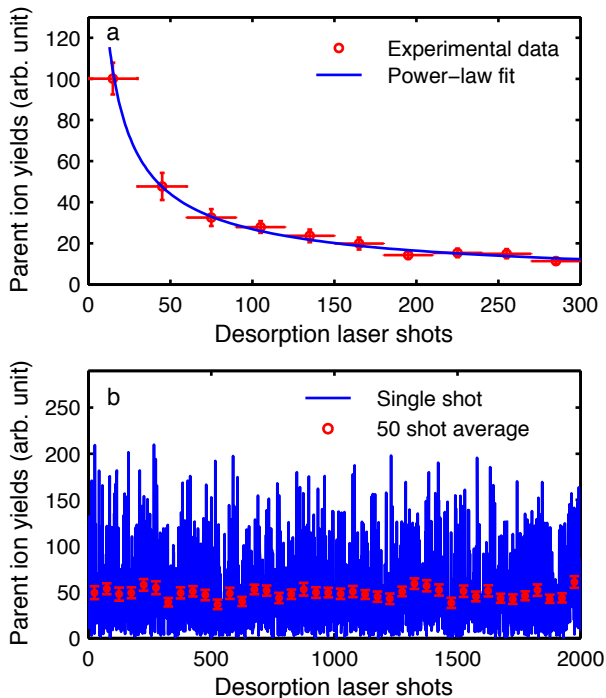 a
Experimental data
Power-law fit
Parent ion yields (arb. unit)
120
100
80
60
40
20
0
0 50 100 150 200 250 300
Desorption laser shots
b
Single shot
50 shot average
Parent ion yields (arb. unit)
250
200
150
100
50
0
0 500 1000 1500 2000
Desorption laser shots